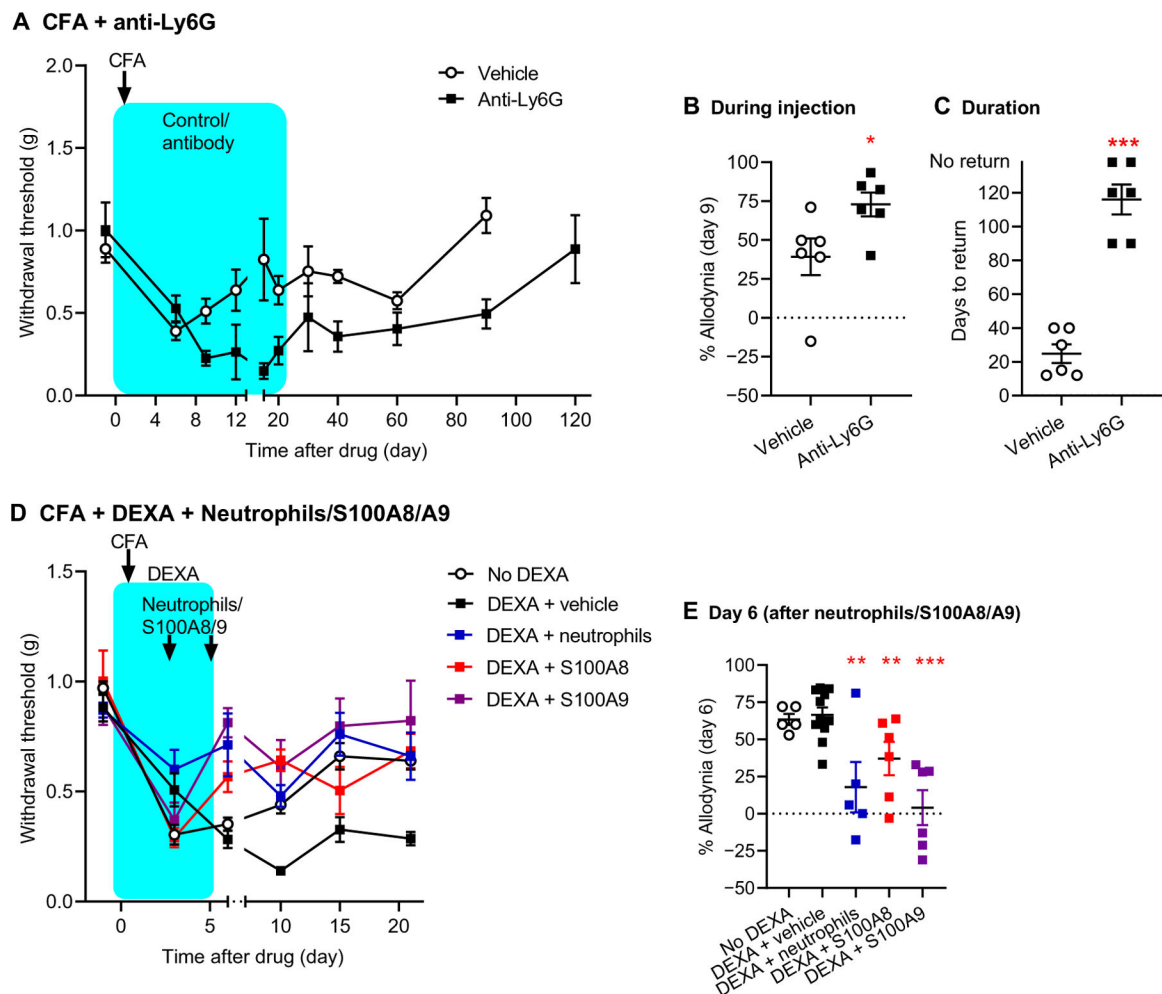 A CFA + anti-Ly6G
CFA
Control/
antibody
Vehicle
Anti-Ly6G
Withdrawal threshold (g)
2.0
1.5
1.0
0.5
0.0
0 4 8 12 20 40 60 80 100 120
Time after drug (day)
B During injection
*
% Allodynia (day 9)
100
75
50
25
0
−25
−50
Vehicle
Anti-Ly6G
C Duration
***
Days to return
No return
120
100
80
60
40
20
0
Vehicle
Anti-Ly6G
D CFA + DEXA + Neutrophils/S100A8/A9
CFA
DEXA
Neutrophils/
S100A8/9
No DEXA
DEXA + vehicle
DEXA + neutrophils
DEXA + S100A8
DEXA + S100A9
Withdrawal threshold (g)
1.5
1.0
0.5
0.0
0 5 10 15 20
Time after drug (day)
E Day 6 (after neutrophils/S100A8/A9)
** ** ***
% Allodynia (day 6)
100
75
50
25
0
−25
−50
No DEXA
DEXA + vehicle
DEXA + neutrophils
DEXA + S100A8
DEXA + S100A9